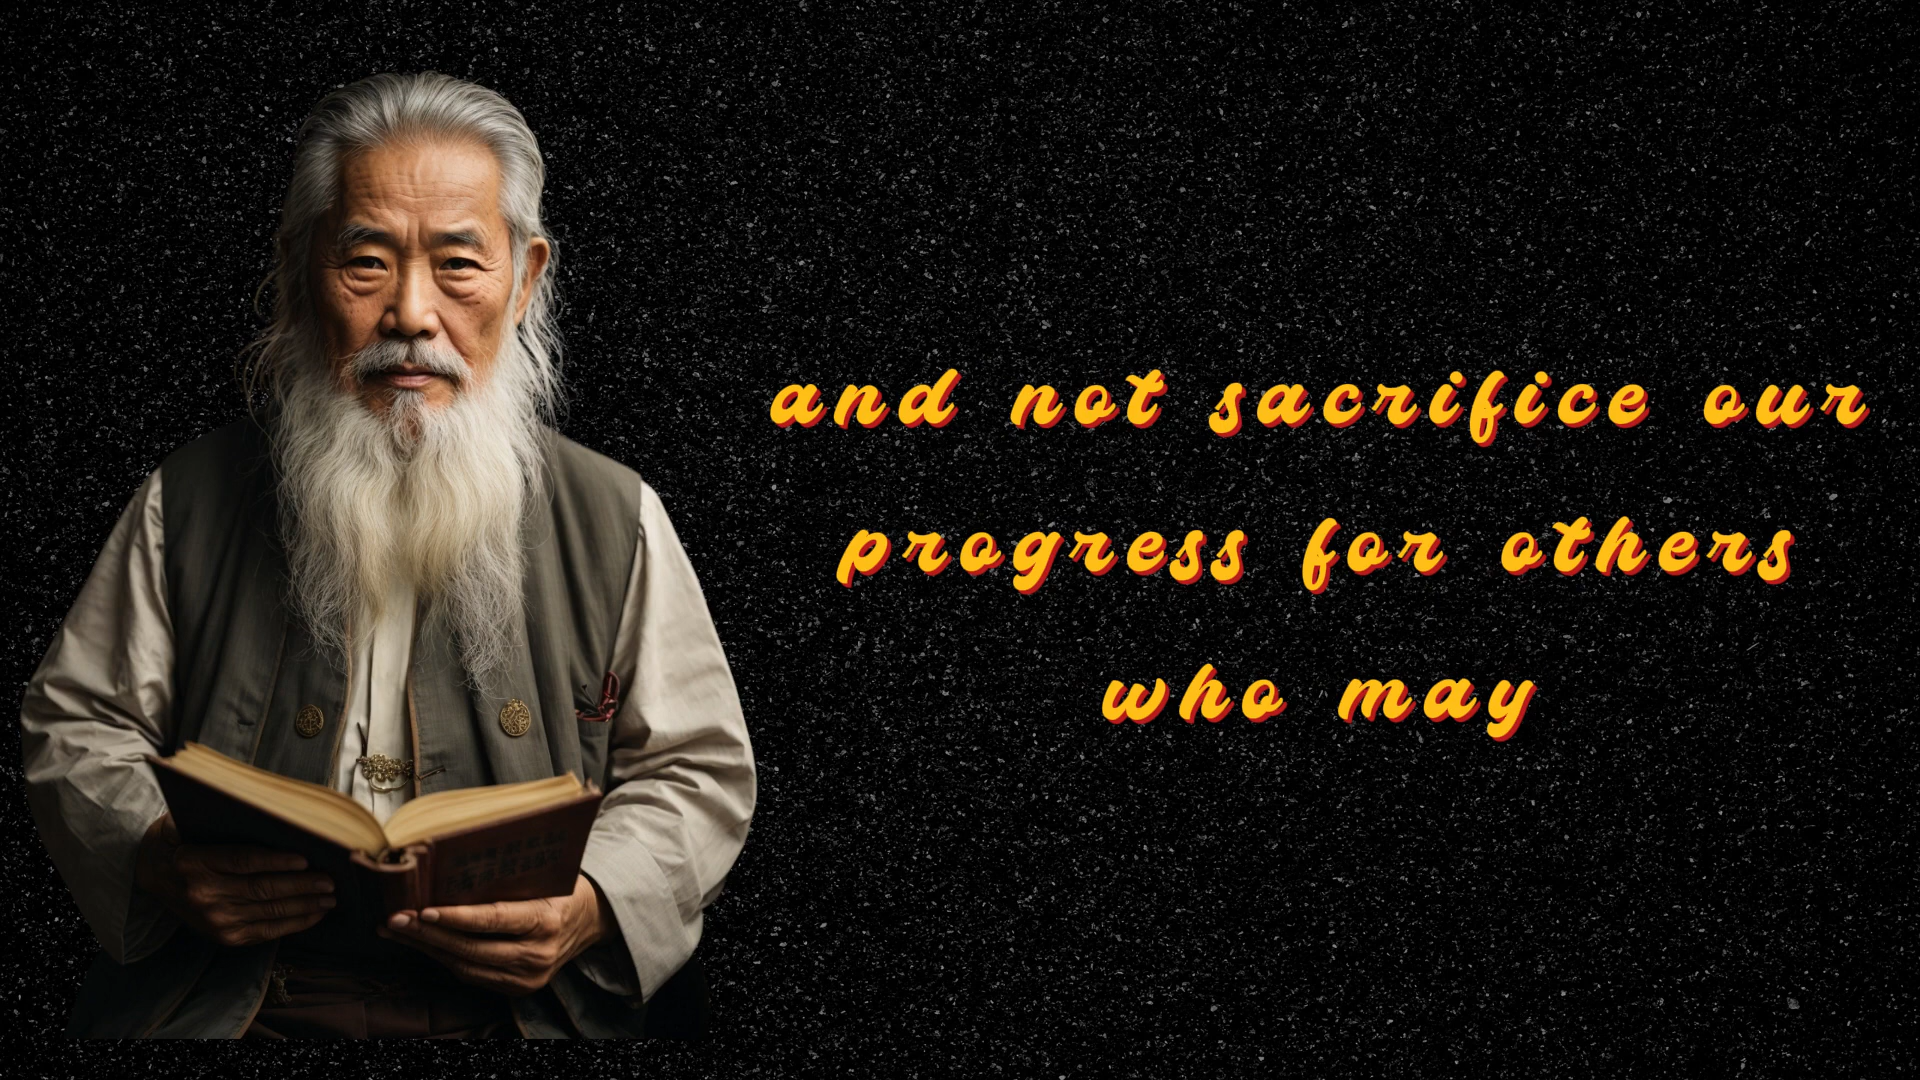 and not sacrifice our
progress for others
who may